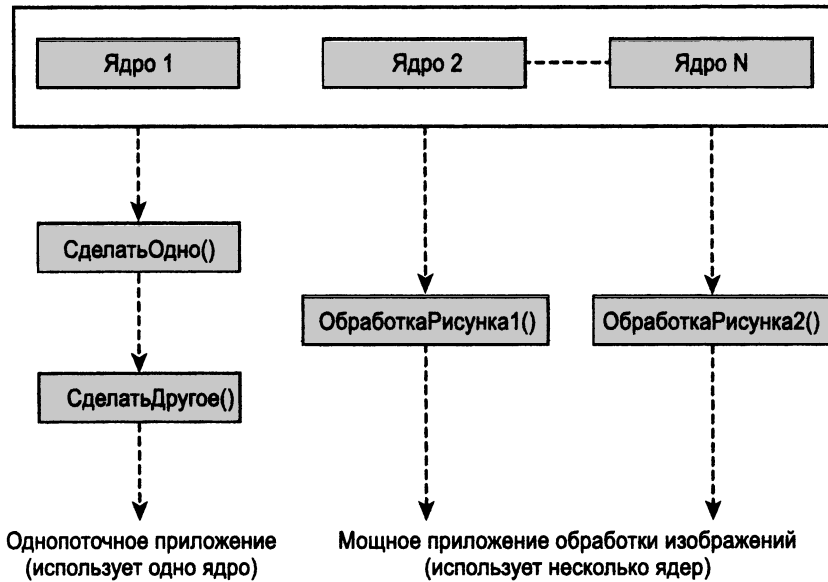 Ядро 1
Ядро 2
Ядро N
СделатьОдно()
ОбработкаРисунка1()
ОбработкаРисунка2()
СделатьДругое()
Однопоточное приложение
(использует одно ядро)
Мощное приложение обработки изображений
(использует несколько ядер)